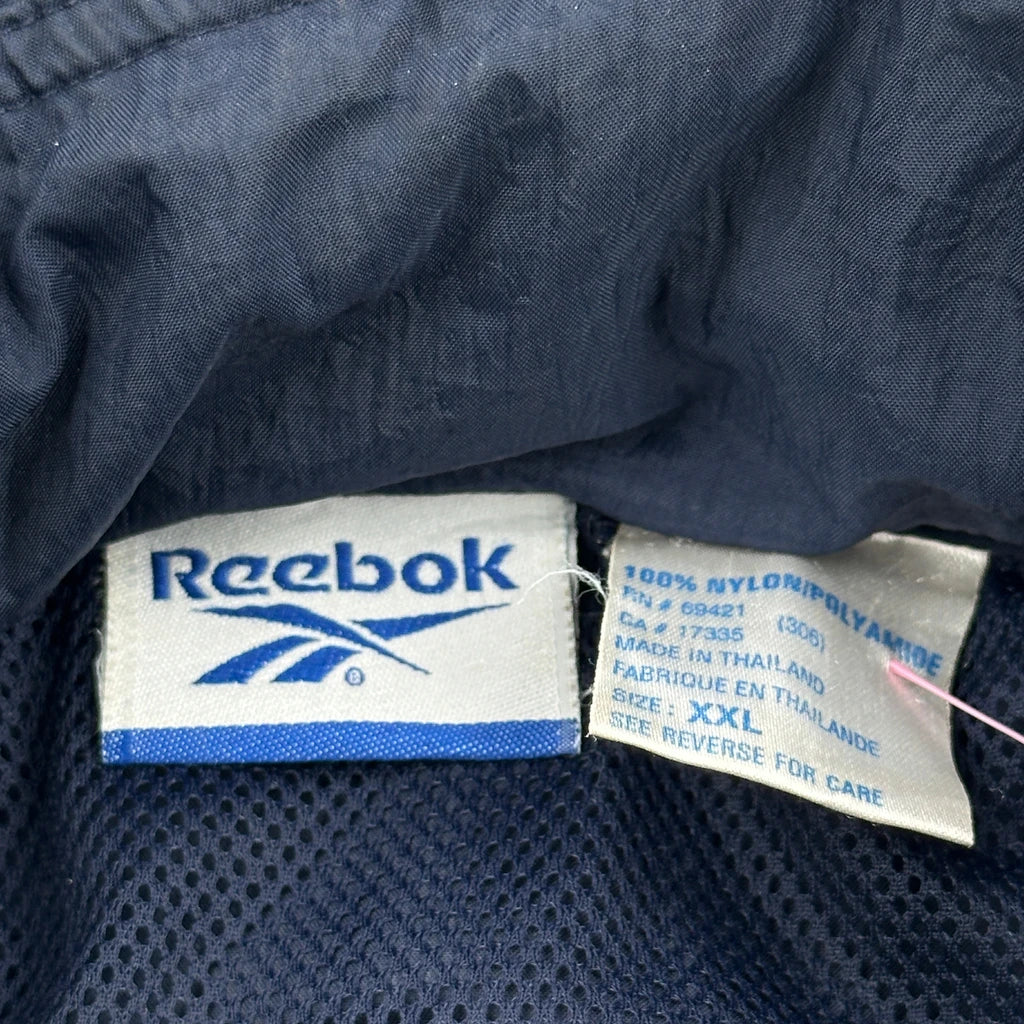 Reebok
®
100% NYLON/POLYAMIDE
RN # 69421 (306)
CA # 17335
MADE IN THAILAND
FABRIQUE EN THAILANDE
SIZE: XXL
SEE REVERSE FOR CARE